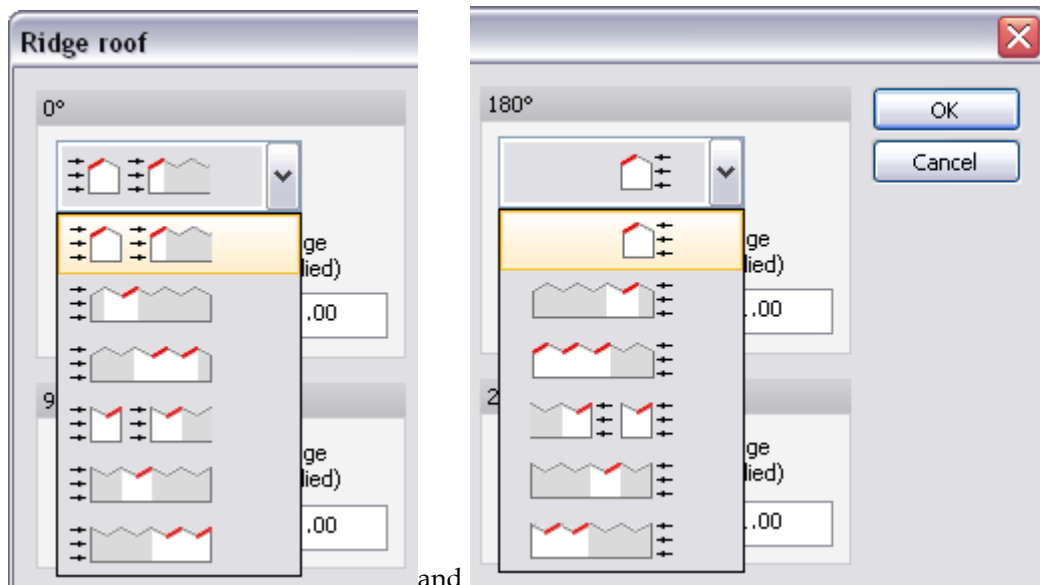 Ridge roof
0°
ge
lied)
.00
9
ge
lied)
.00
and
180°
OK
Cancel
ge
lied)
.00
2
ge
lied)
.00